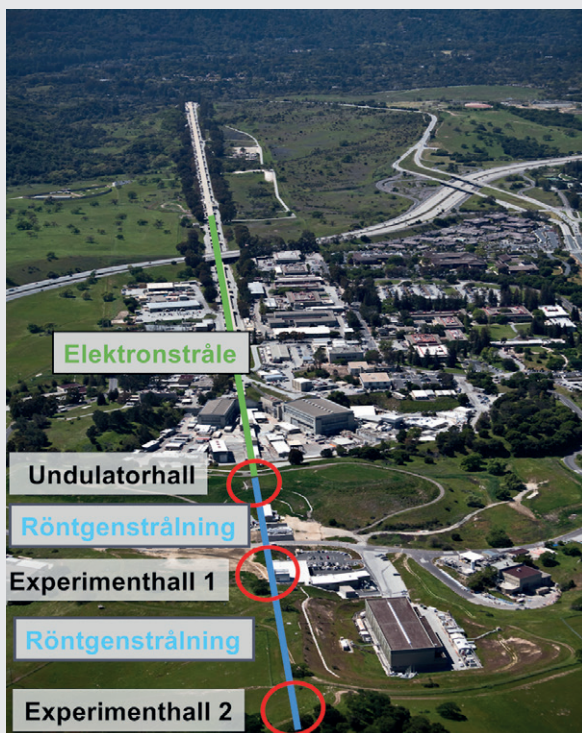 Elektronstråle
Undulatorhall
Röntgenstrålning
Experimenthall 1
Röntgenstrålning
Experimenthall 2